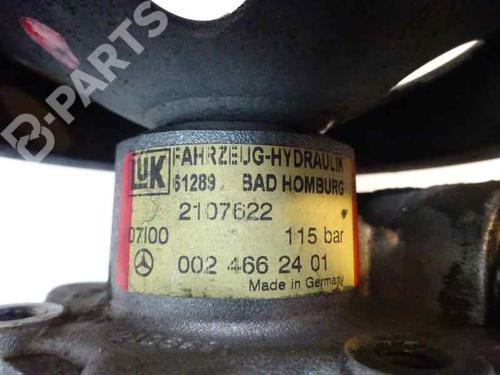 B-PARTS
LUK FAHRZEUG-HYDRAULIK
61289 BAD HOMBURG
2107622
07/00 115 bar
002 466 24 01
Made in Germany